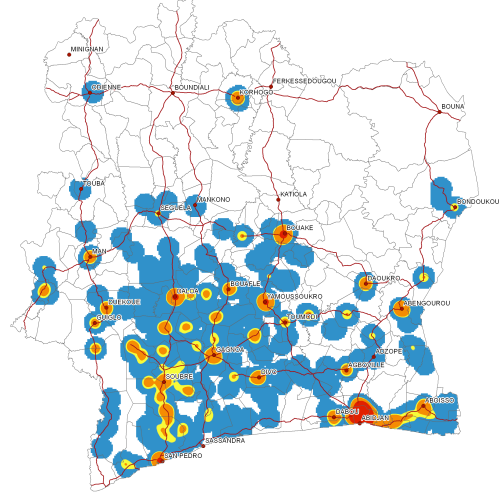 MINIGNAN
FERKESSEDOUGOU
ODIENNE
BOUNDIALI
KORHOGO
BOUNA
TOUBA
KATIOLA
MANKONO
SEGUELA
BONDOUKOU
BOUAKE
MAN
DAOUKRO
BOUAFLE
DALOA
YAMOUSSOUKRO
DUEKOUE
ABENGOUROU
GUIGLO
TOUMODI
GAGNOA
ADZOPE
AGBOVILLE
SOUBRE
DIVO
ABOISSO
DABOU
ABIDJAN
SASSANDRA
SAN PEDRO